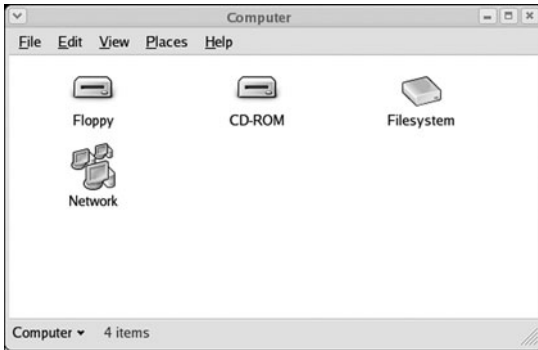 Computer
File Edit View Places Help
Floppy CD-ROM Filesystem
Network
Computer 4 items